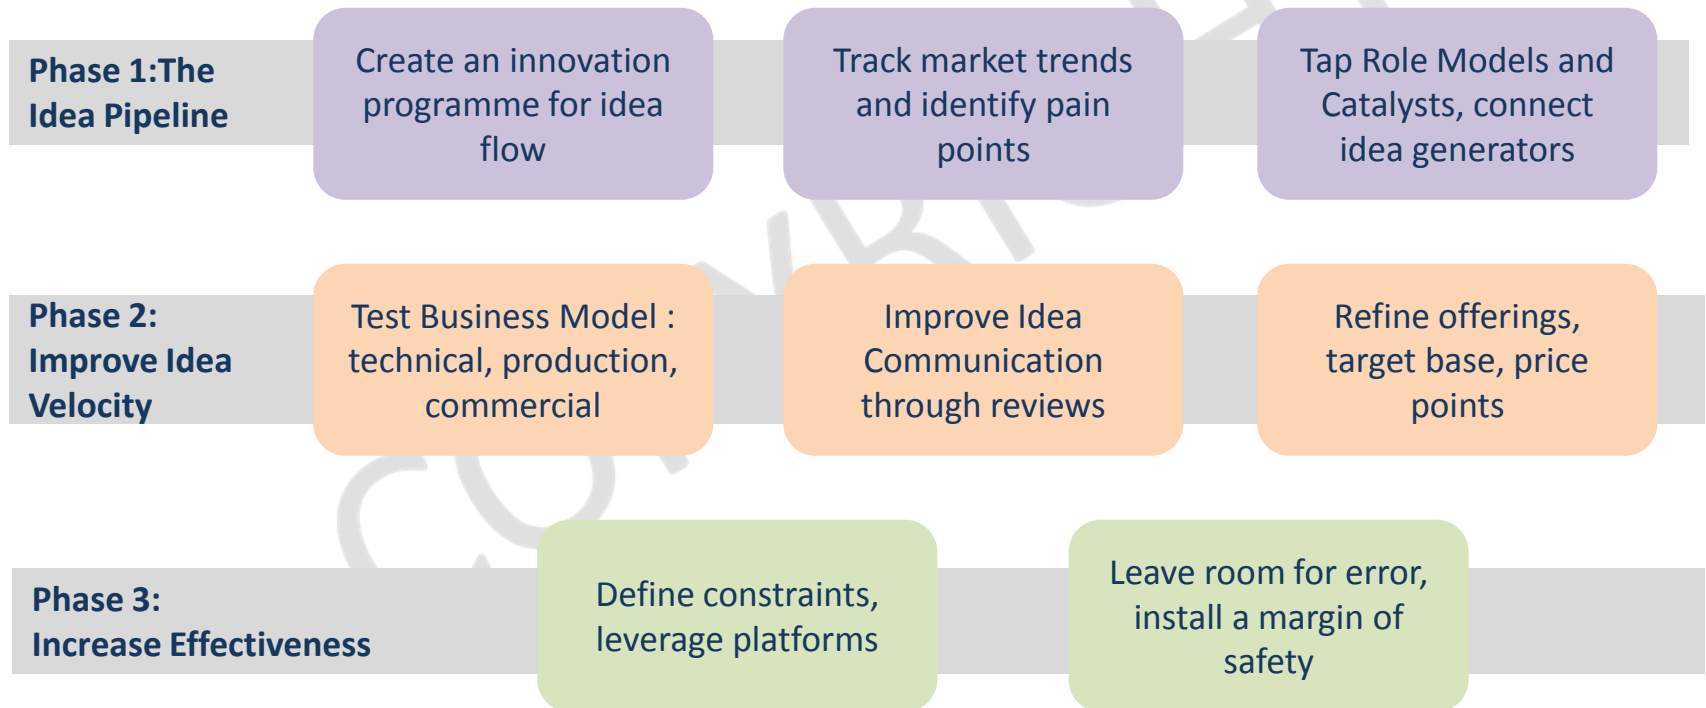 Phase 1:The
Idea Pipeline
Create an innovation
programme for idea
flow
Track market trends
and identify pain
points
Tap Role Models and
Catalysts, connect
idea generators
Phase 2:
Improve Idea
Velocity
Test Business Model :
technical, production,
commercial
Improve Idea
Communication
through reviews
Refine offerings,
target base, price
points
Phase 3:
Increase Effectiveness
Define constraints,
leverage platforms
Leave room for error,
install a margin of
safety